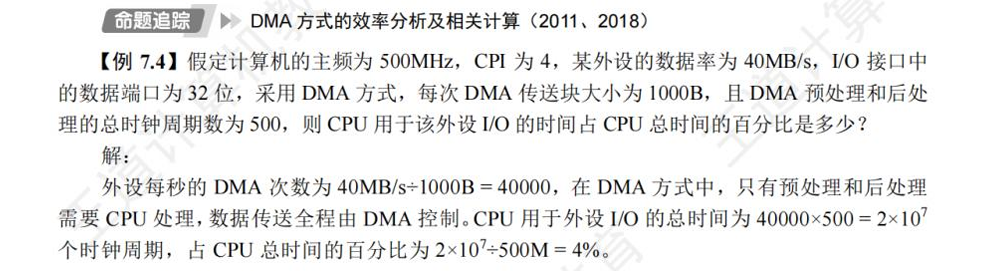 命题追踪 DMA 方式的效率分析及相关计算（2011、2018）
【例 7.4】假定计算机的主频为 500MHz，CPI 为 4，某外设的数据率为 40MB/s，I/O 接口中
的数据端口为 32 位，采用 DMA 方式，每次 DMA 传送块大小为 1000B，且 DMA 预处理和后处
理的总时钟周期数为 500，则 CPU 用于该外设 I/O 的时间占 CPU 总时间的百分比是多少？
解：
外设每秒的 DMA 次数为 40MB/s÷1000B = 40000，在 DMA 方式中，只有预处理和后处理
需要 CPU 处理，数据传送全程由 DMA 控制。CPU 用于外设 I/O 的总时间为 40000×500 = 2×10⁷
个时钟周期，占 CPU 总时间的百分比为 2×10⁷÷500M = 4%。